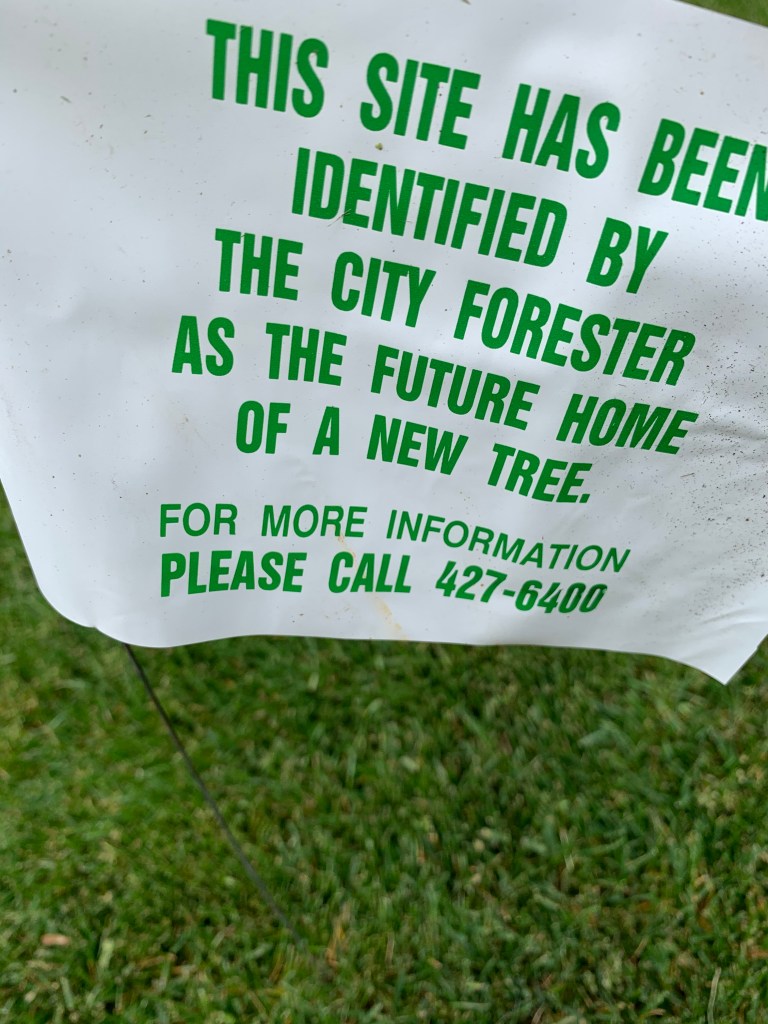 THIS SITE HAS BEEN
IDENTIFIED BY
THE CITY FORESTER
AS THE FUTURE HOME
OF A NEW TREE.
FOR MORE INFORMATION
PLEASE CALL 427-6400